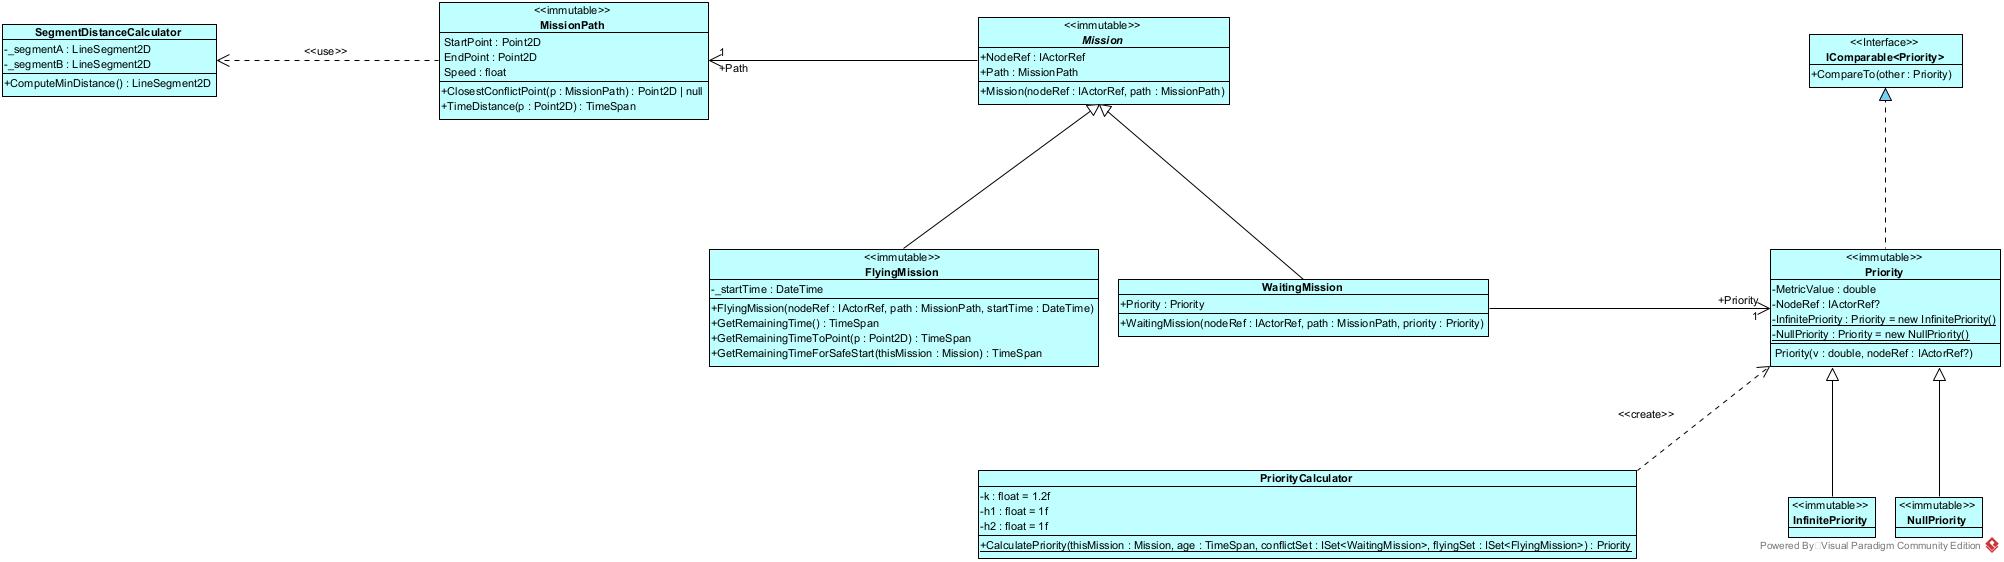 SegmentDistanceCalculator
-_segmentA : LineSegment2D
-_segmentB : LineSegment2D
+ComputeMinDistance() : LineSegment2D
<<use>>
<<immutable>>
MissionPath
StartPoint : Point2D
EndPoint : Point2D
Speed : float
+ClosestConflictPoint(p : MissionPath) : Point2D | null
+TimeDistance(p : Point2D) : TimeSpan
1
+Path
<<immutable>>
Mission
+NodeRef : IActorRef
+Path : MissionPath
+Mission(nodeRef : IActorRef, path : MissionPath)
<<Interface>>
IComparable<Priority>
+CompareTo(other : Priority)
<<immutable>>
FlyingMission
-_startTime : DateTime
+FlyingMission(nodeRef : IActorRef, path : MissionPath, startTime : DateTime)
+GetRemainingTime() : TimeSpan
+GetRemainingTimeToPoint(p : Point2D) : TimeSpan
+GetRemainingTimeForSafeStart(thisMission : Mission) : TimeSpan
WaitingMission
+Priority : Priority
+WaitingMission(nodeRef : IActorRef, path : MissionPath, priority : Priority)
+Priority
1
<<immutable>>
Priority
-MetricValue : double
-NodeRef : IActorRef?
-InfinitePriority : Priority = new InfinitePriority()
-NullPriority : Priority = new NullPriority()
Priority(v : double, nodeRef : IActorRef?)
<<create>>
PriorityCalculator
-k : float = 1.2f
-h1 : float = 1f
-h2 : float = 1f
+CalculatePriority(thisMission : Mission, age : TimeSpan, conflictSet : ISet<WaitingMission>, flyingSet : ISet<FlyingMission>) : Priority
<<immutable>>
InfinitePriority
<<immutable>>
NullPriority
Powered By Visual Paradigm Community Edition